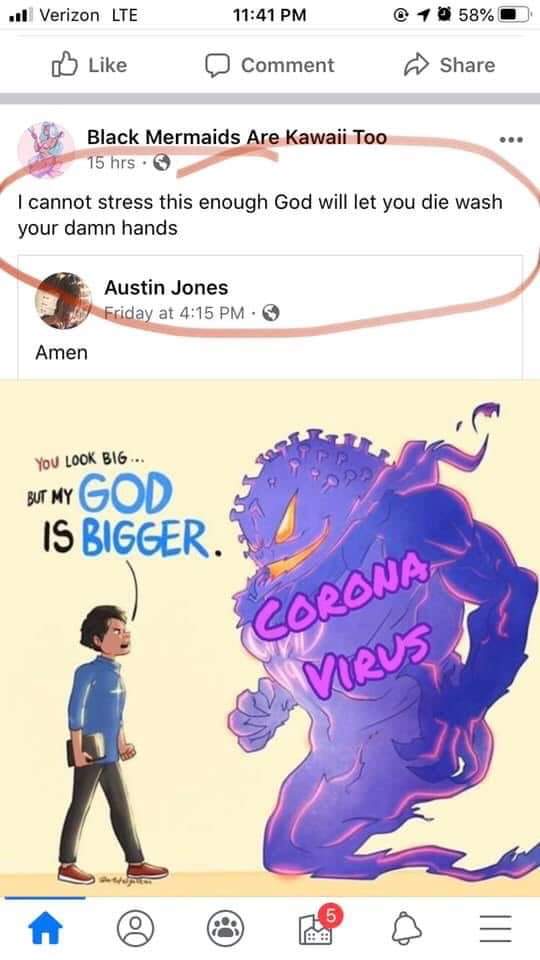 Verizon LTE 11:41 PM 58%
Like Comment Share
Black Mermaids Are Kawaii Too
15 hrs ·
I cannot stress this enough God will let you die wash
your damn hands
Austin Jones
Friday at 4:15 PM ·
Amen
YOU LOOK BIG...
BUT MY GOD
IS BIGGER.
CORONA
VIRUS
5